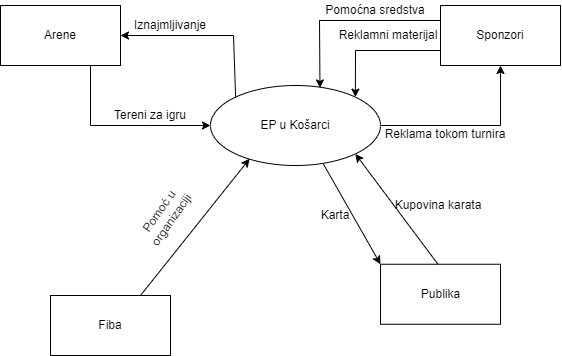 Pomoćna sredstva
Arene
Iznajmljivanje
Reklamni materijal
Sponzori
Tereni za igru
EP u Košarci
Reklama tokom turnira
Pomoć u
organizaciji
Karta
Kupovina karata
Publika
Fiba